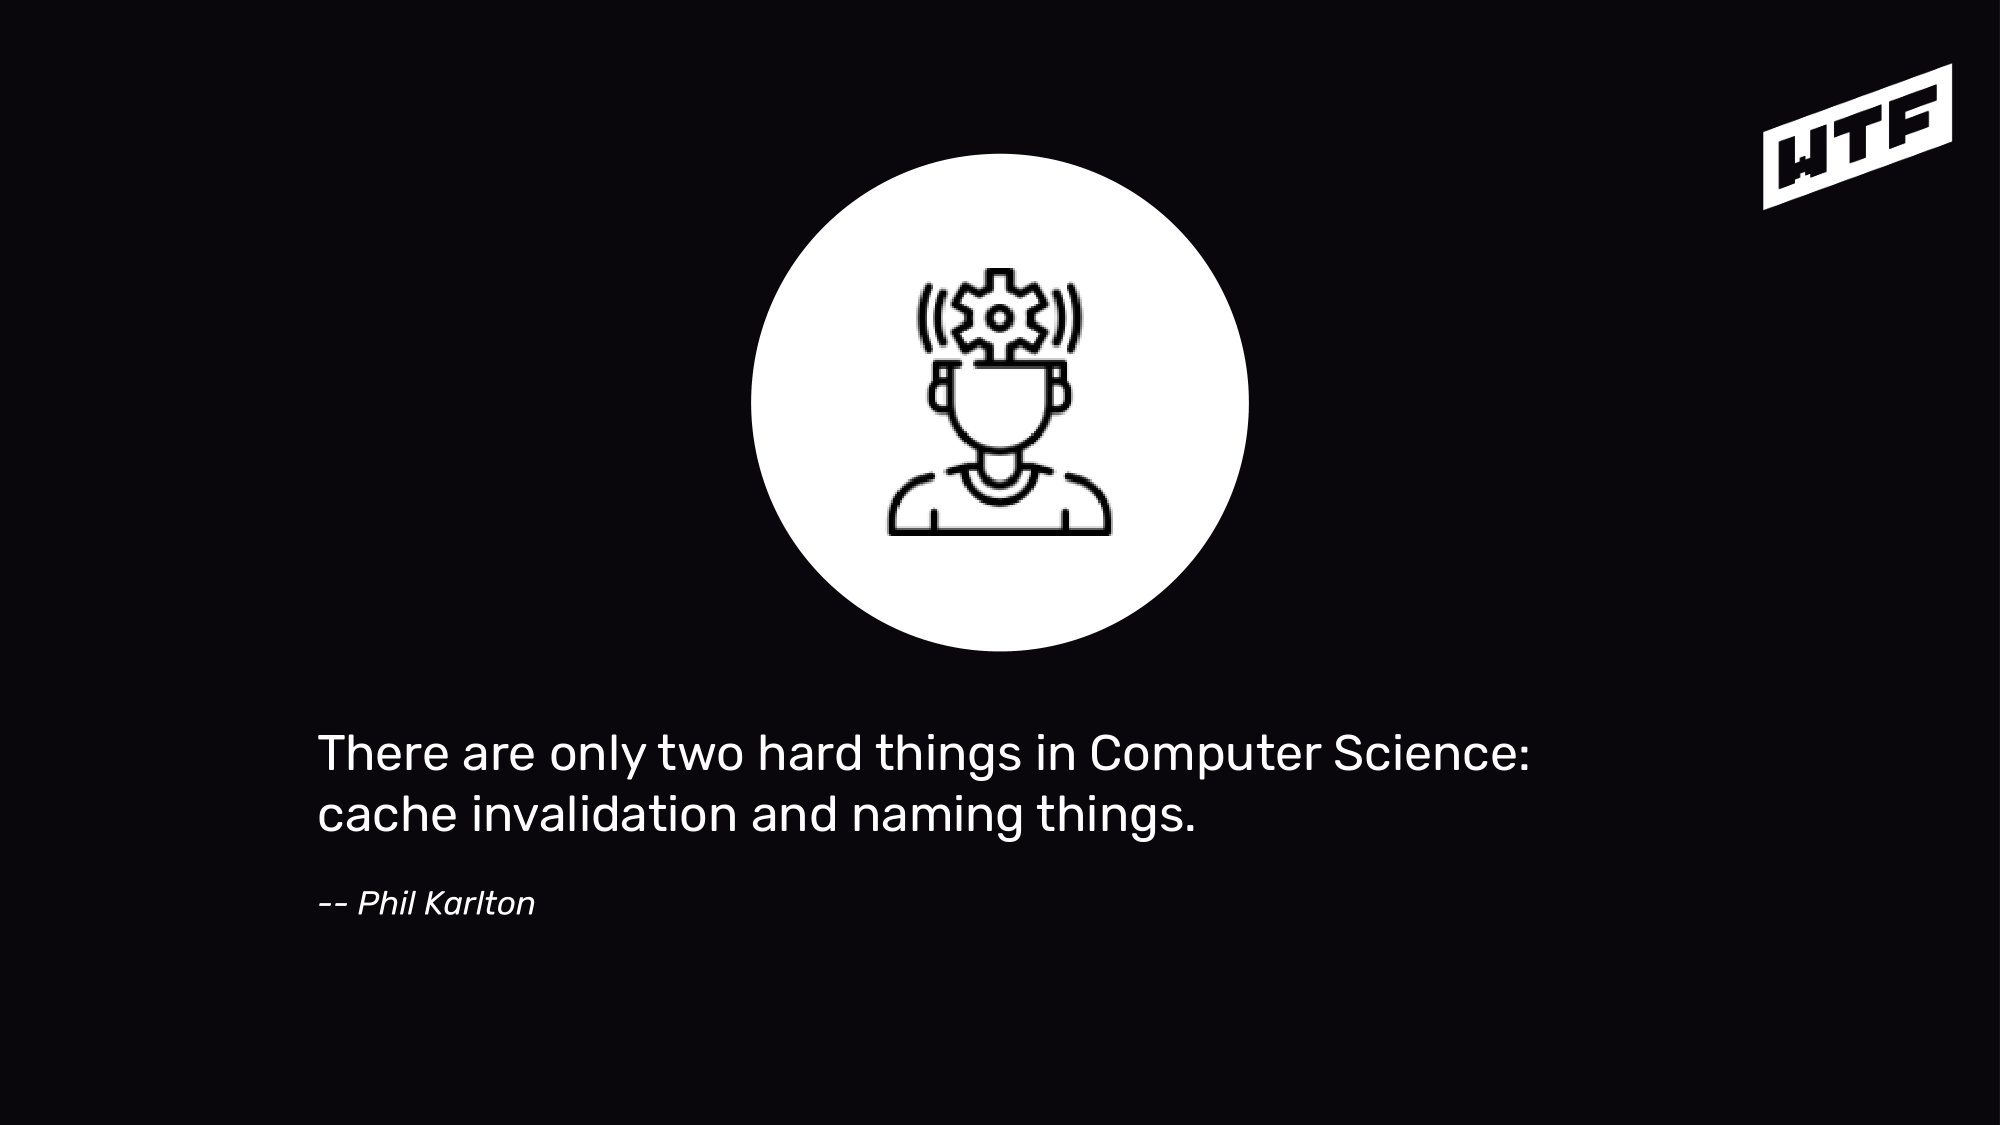 WTF
There are only two hard things in Computer Science:
cache invalidation and naming things.
-- Phil Karlton